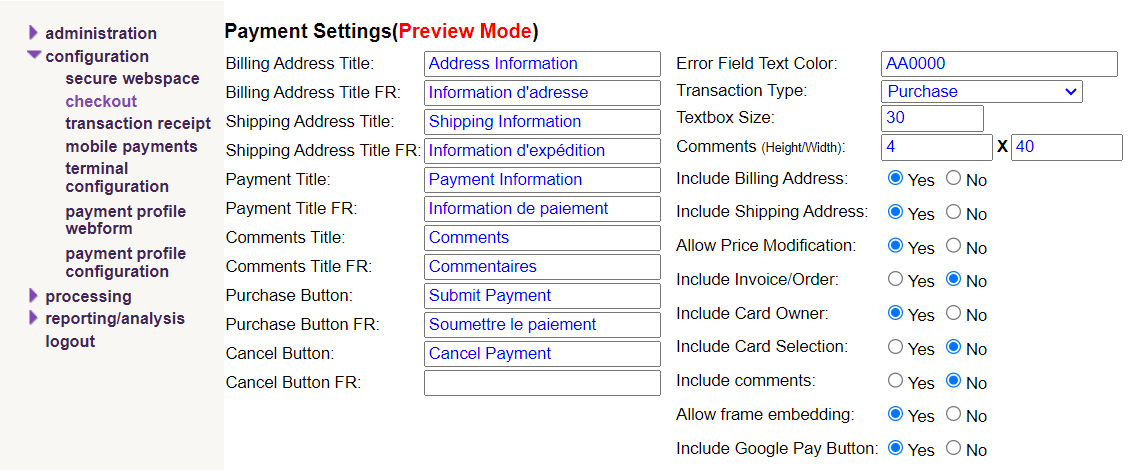 administration
configuration
secure webspace
checkout
transaction receipt
mobile payments
terminal
configuration
payment profile
webform
payment profile
configuration
processing
reporting/analysis
logout
Payment Settings(Preview Mode)
Billing Address Title: Address Information
Billing Address Title FR: Information d'adresse
Shipping Address Title: Shipping Information
Shipping Address Title FR: Information d'expédition
Payment Title: Payment Information
Payment Title FR: Information de paiement
Comments Title: Comments
Comments Title FR: Commentaires
Purchase Button: Submit Payment
Purchase Button FR: Soumettre le paiement
Cancel Button: Cancel Payment
Cancel Button FR:
Error Field Text Color: AA0000
Transaction Type: Purchase
Textbox Size: 30
Comments (Height/Width): 4 X 40
Include Billing Address: Yes No
Include Shipping Address: Yes No
Allow Price Modification: Yes No
Include Invoice/Order: Yes No
Include Card Owner: Yes No
Include Card Selection: Yes No
Include comments: Yes No
Allow frame embedding: Yes No
Include Google Pay Button: Yes No